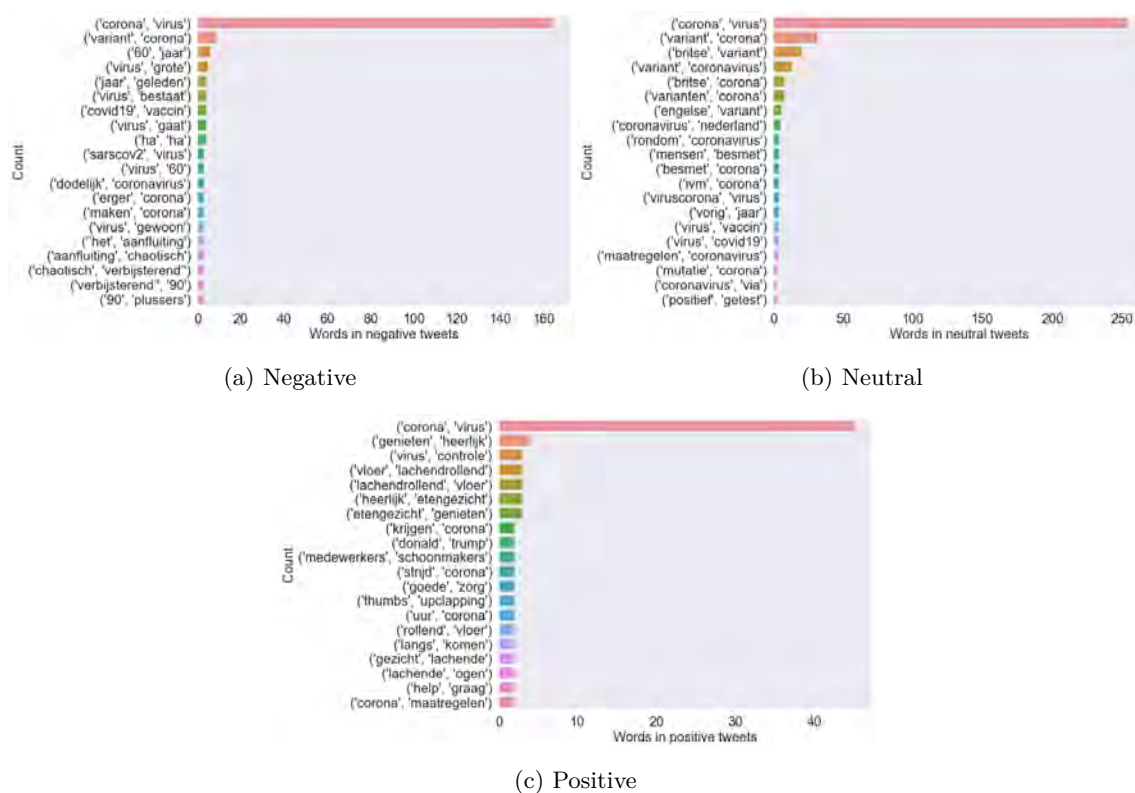 ('corona', 'virus')
('variant', 'corona')
('60', 'jaar')
('virus', 'grote')
('jaar', 'geleden')
('virus', 'bestaat')
('covid19', 'vaccin')
('virus', 'gaat')
('ha', 'ha')
('sarscov2', 'virus')
('virus', '60')
('dodelijk', 'coronavirus')
('erger', 'corona')
('maken', 'corona')
('virus', 'gewoon')
('‘het', 'aanfluiting')
('aanfluiting', 'chaotisch')
('chaotisch', 'verbijsterend’')
('verbijsterend’', '90')
('90', 'plussers')
Count
0 20 40 60 80 100 120 140 160
Words in negative tweets
(a) Negative
('corona', 'virus')
('variant', 'corona')
('britse', 'variant')
('variant', 'coronavirus')
('britse', 'corona')
('varianten', 'corona')
('engelse', 'variant')
('coronavirus', 'nederland')
('rondom', 'coronavirus')
('mensen', 'besmet')
('besmet', 'corona')
('rivm', 'corona')
('viruscorona', 'virus')
('vorig', 'jaar')
('virus', 'vaccin')
('virus', 'covid19')
('maatregelen', 'coronavirus')
('mutatie', 'corona')
('coronavirus', 'via')
('positief', 'getest')
Count
0 50 100 150 200 250
Words in neutral tweets
(b) Neutral
('corona', 'virus')
('genieten', 'heerlijk')
('virus', 'controle')
('vloer', 'lachendrollend')
('lachendrollend', 'vloer')
('heerlijk', 'etengezicht')
('etengezicht', 'genieten')
('krijgen', 'corona')
('donald', 'trump')
('medewerkers', 'schoonmakers')
('strijd', 'corona')
('goede', 'zorg')
('thumbs', 'upclapping')
('uur', 'corona')
('rollend', 'vloer')
('langs', 'komen')
('gezicht', 'lachende')
('lachende', 'ogen')
('help', 'graag')
('corona', 'maatregelen')
Count
0 10 20 30 40
Words in positive tweets
(c) Positive